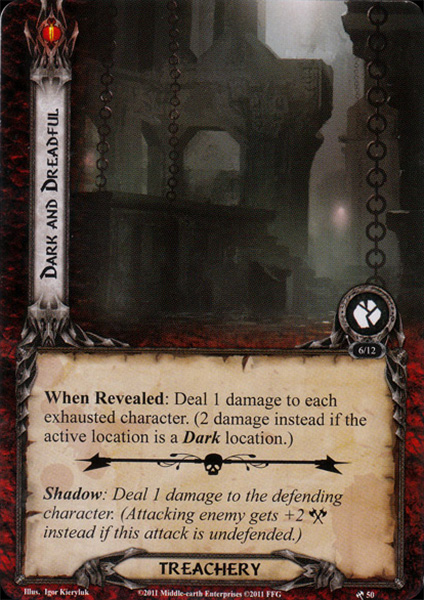 DARK AND DREADFUL
6/12
When Revealed: Deal 1 damage to each
exhausted character. (2 damage instead if the
active location is a Dark location.)
Shadow: Deal 1 damage to the defending
character. (Attacking enemy gets +2
instead if this attack is undefended.)
TREACHERY
Illus. Igor Kieryluk ©2011 Middle-earth Enterprises ©2011 FFG 50